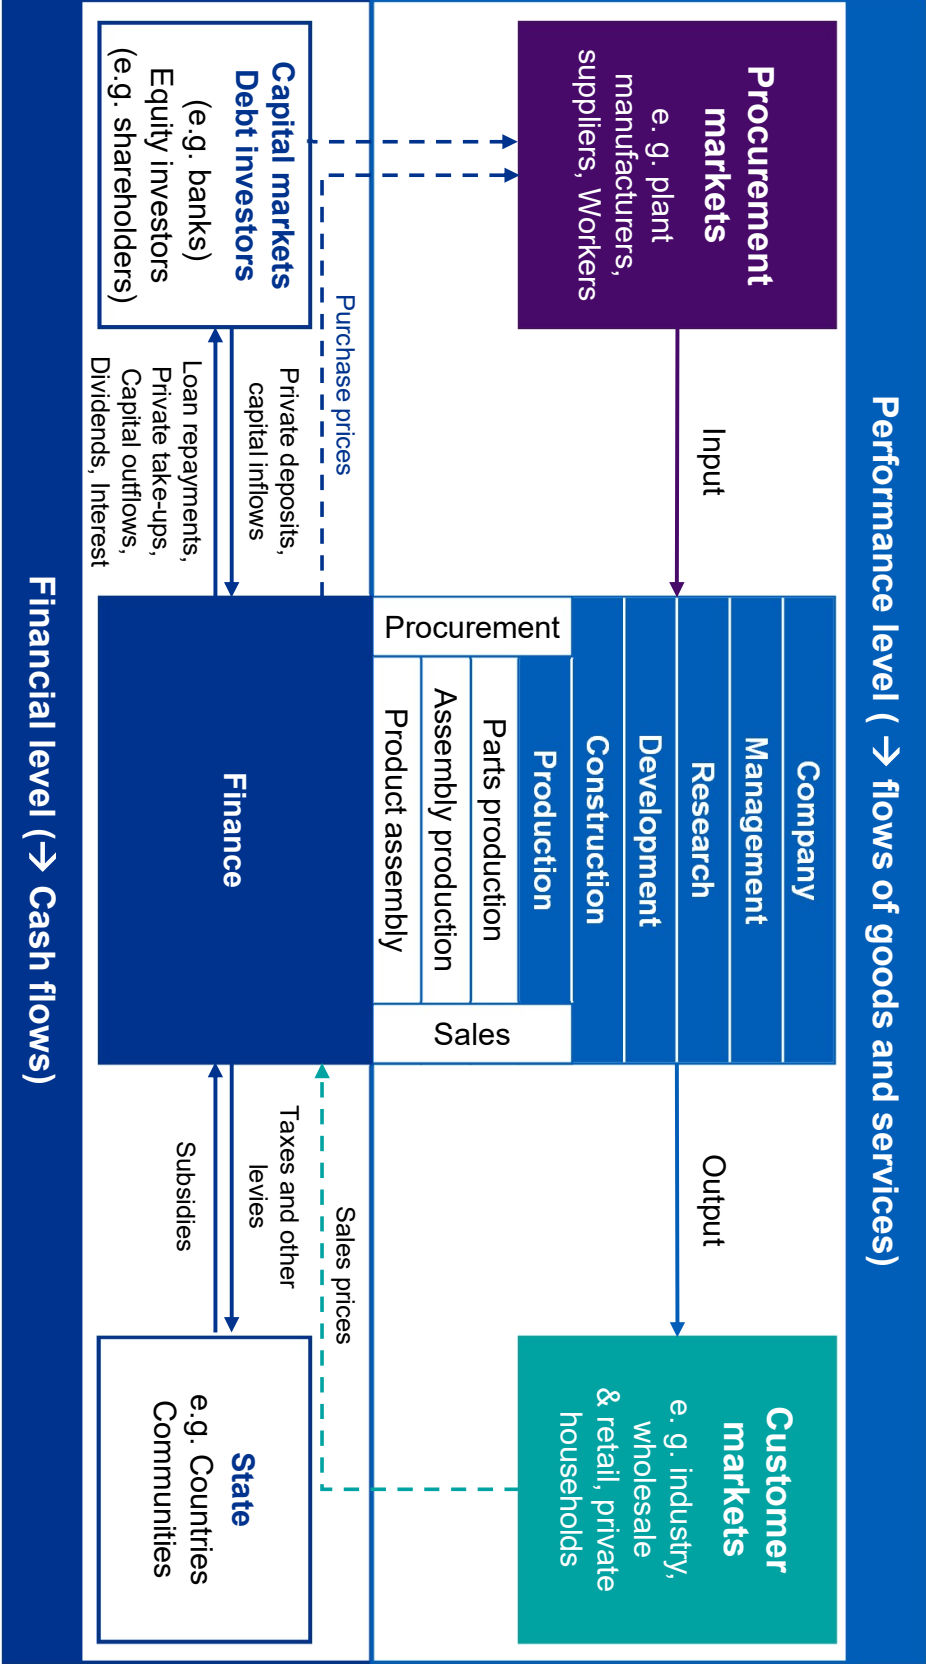 Performance level ( → flows of goods and services)
Procurement
markets
e. g. plant
manufacturers,
suppliers, Workers
Input
Company
Management
Research
Development
Construction
Production
Procurement
Parts production
Assembly production
Product assembly
Sales
Output
Customer
markets
e. g. industry,
wholesale
& retail, private
households
Purchase prices
Sales prices
Capital markets
Debt investors
(e.g. banks)
Equity investors
(e.g. shareholders)
Private deposits,
capital inflows
Loan repayments,
Private take-ups,
Capital outflows,
Dividends, Interest
Finance
Taxes and other
levies
Subsidies
State
e.g. Countries
Communities
Financial level (→ Cash flows)